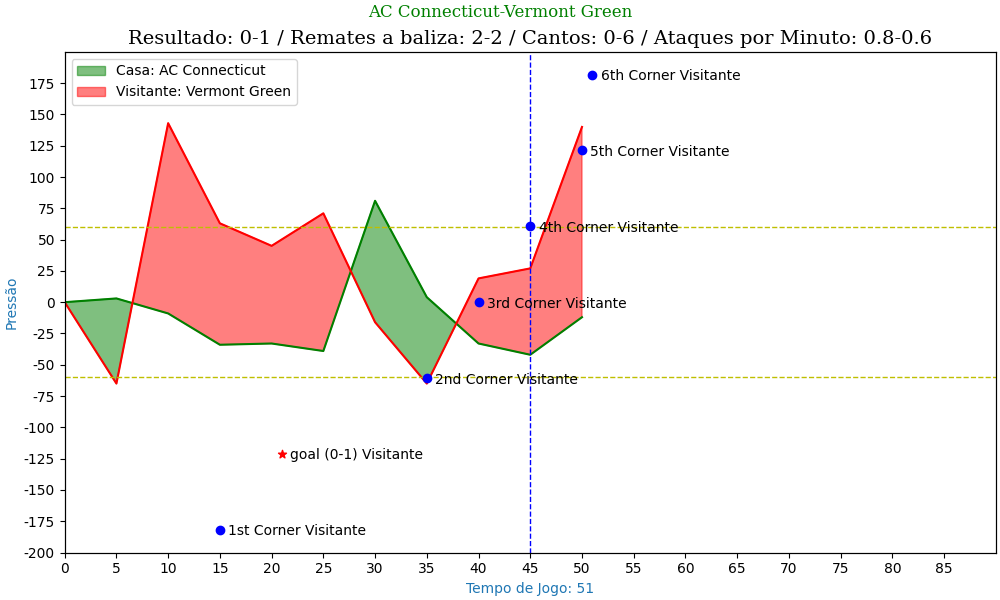 AC Connecticut-Vermont Green
Resultado: 0-1 / Remates a baliza: 2-2 / Cantos: 0-6 / Ataques por Minuto: 0.8-0.6
Casa: AC Connecticut
Visitante: Vermont Green
6th Corner Visitante
5th Corner Visitante
4th Corner Visitante
3rd Corner Visitante
2nd Corner Visitante
goal (0-1) Visitante
1st Corner Visitante
Pressão
175
150
125
100
75
50
25
0
-25
-50
-75
-100
-125
-150
-175
-200
0 5 10 15 20 25 30 35 40 45 50 55 60 65 70 75 80 85
Tempo de Jogo: 51